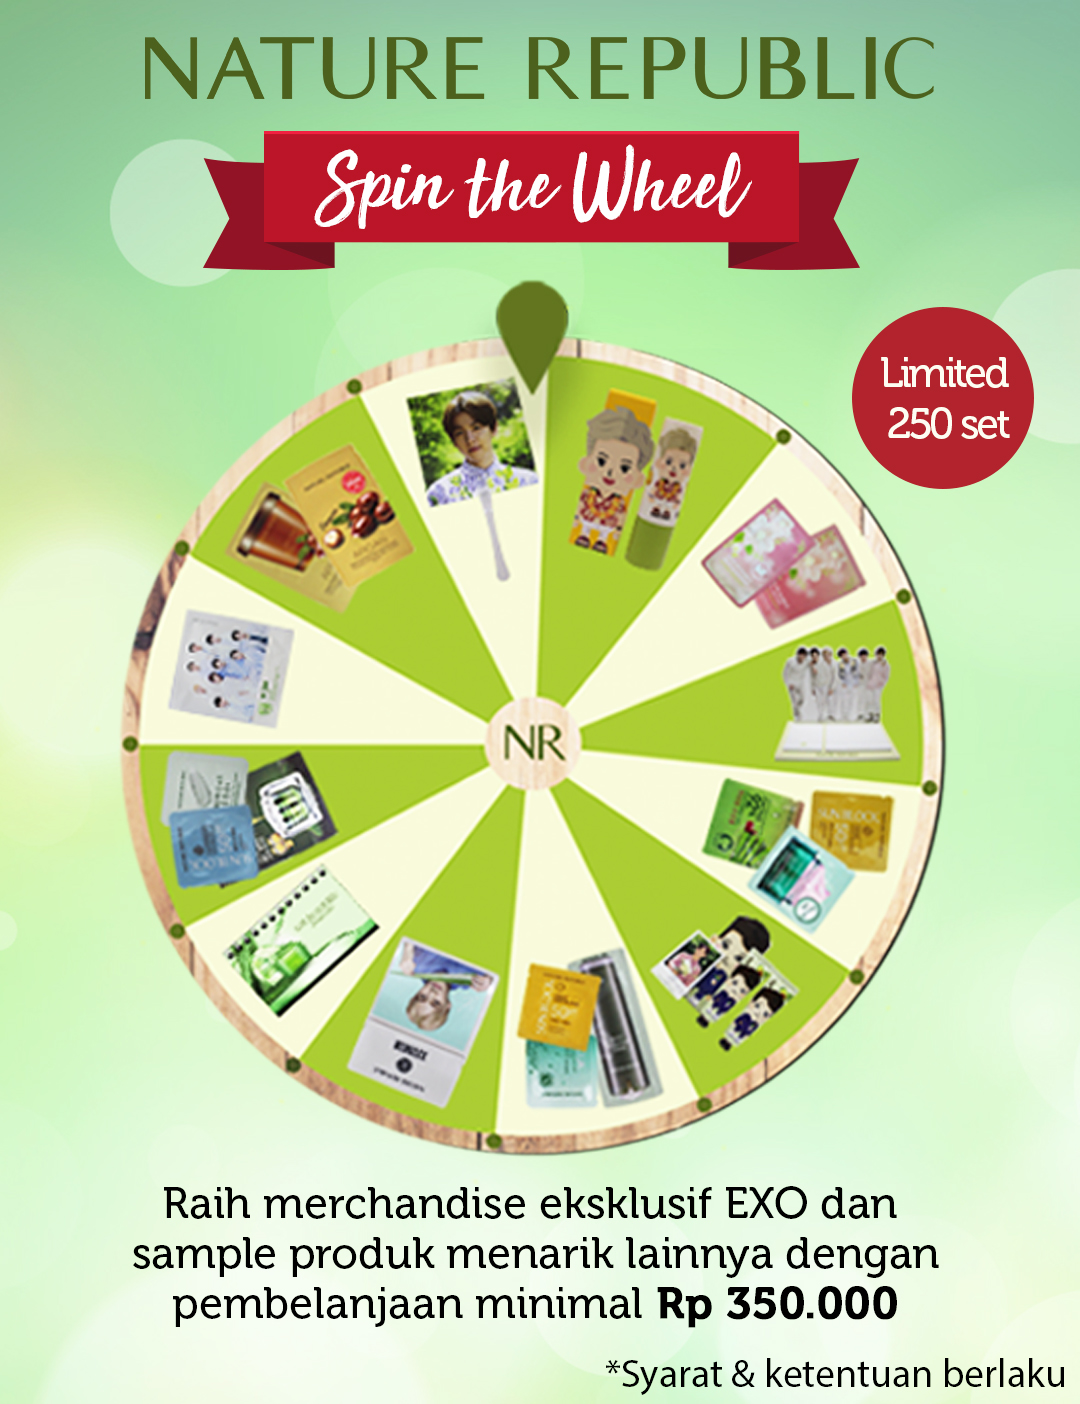 NATURE REPUBLIC
Spin the Wheel
Limited
250 set
NR
Raih merchandise eksklusif EXO dan
sample produk menarik lainnya dengan
pembelanjaan minimal Rp 350.000
*Syarat & ketentuan berlaku